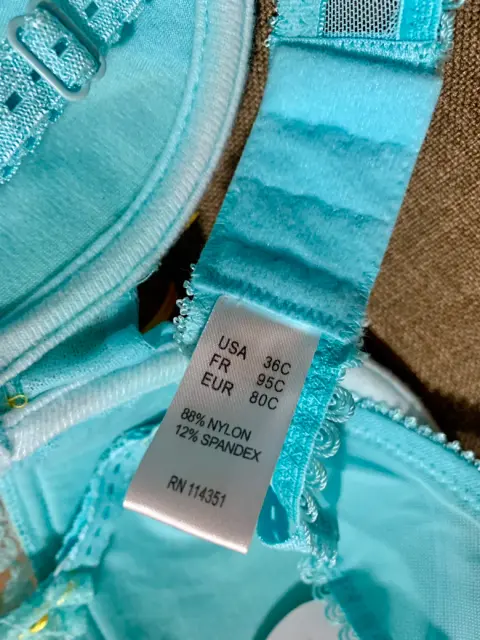 USA 36C
FR 95C
EUR 80C
88% NYLON
12% SPANDEX
RN 114351